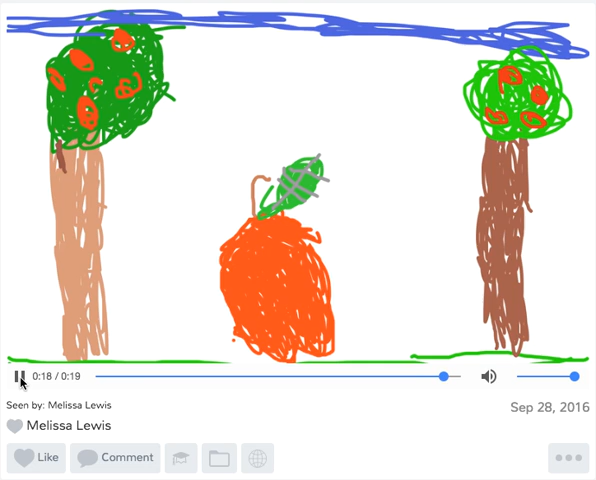 0:18 / 0:19
Seen by: Melissa Lewis
Sep 28, 2016
Melissa Lewis
Like
Comment